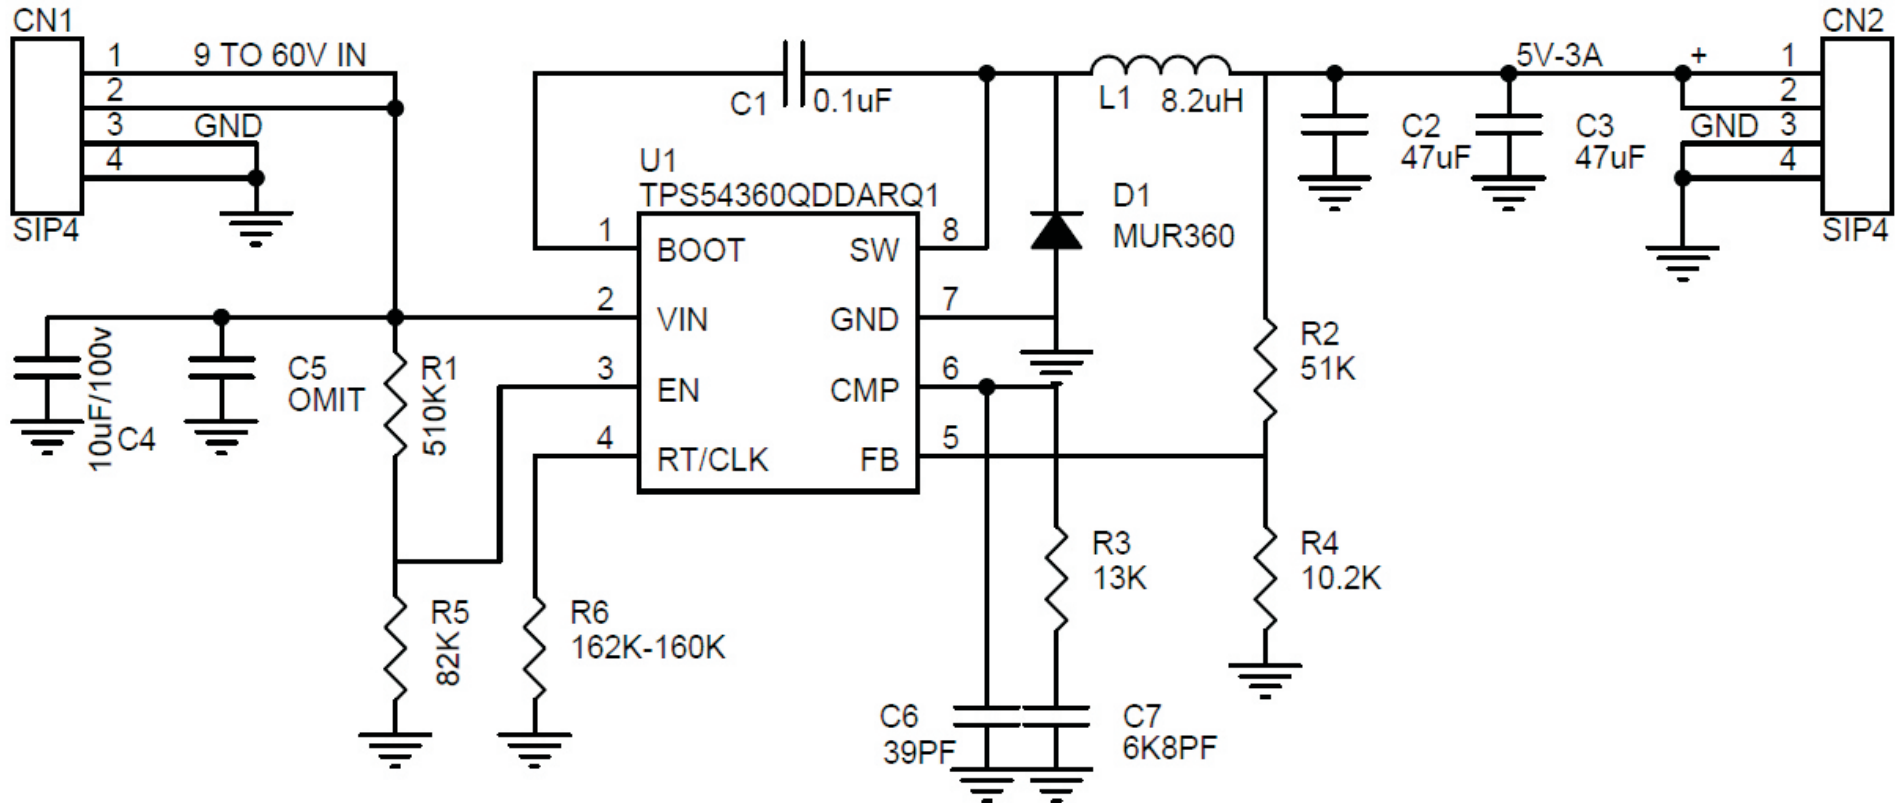 CN1
1
9 TO 60V IN
2
3
GND
4
SIP4
C1
0.1uF
L1
8.2uH
5V-3A
+
CN2
1
2
GND
3
4
SIP4
C2
47uF
C3
47uF
U1
TPS54360QDDARQ1
1
BOOT
SW
8
2
VIN
GND
7
3
EN
CMP
6
4
RT/CLK
FB
5
D1
MUR360
R2
51K
10uF/100v
C4
C5
OMIT
R1
510K
R5
82K
R6
162K-160K
R3
13K
R4
10.2K
C6
39PF
C7
6K8PF